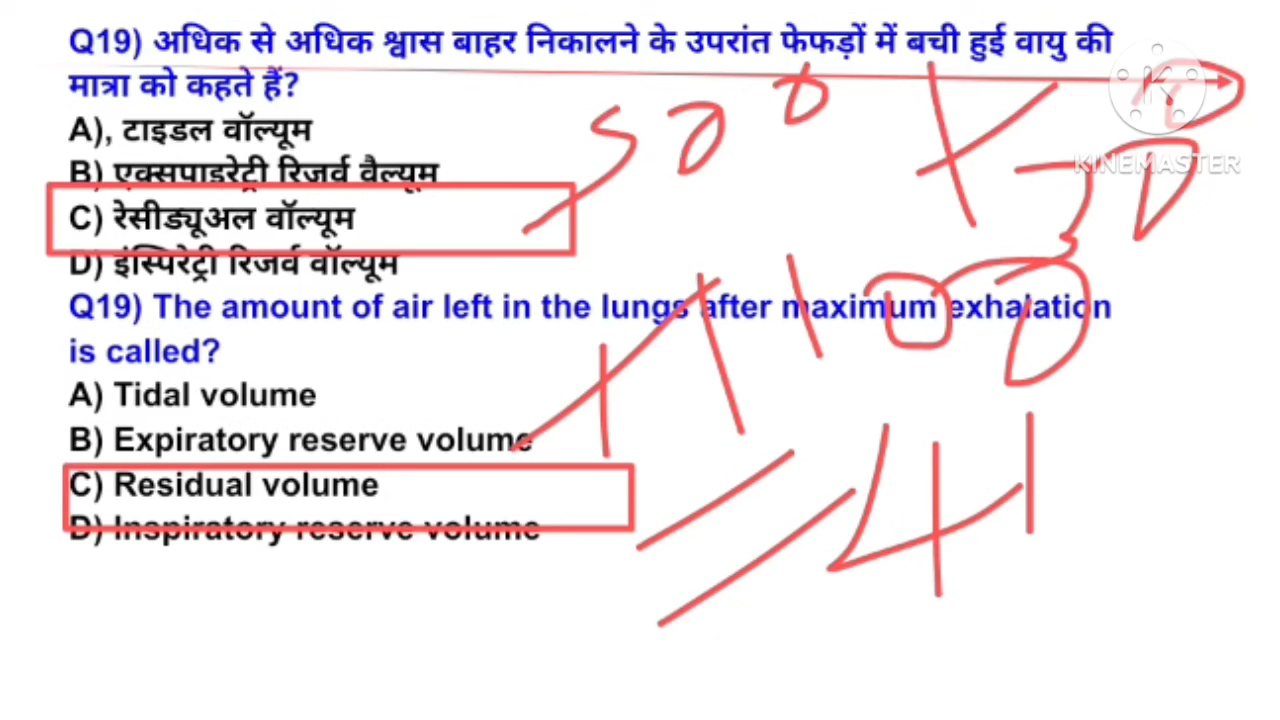 Q19) अधिक से अधिक श्वास बाहर निकालने के उपरांत फेफड़ों में बची हुई वायु की
मात्रा को कहते हैं?
A), टाइडल वॉल्यूम
B) एक्सपाइरेट्री रिजर्व वैल्यूम
C) रेसीड्यूअल वॉल्यूम
D) इंस्पिरेट्री रिजर्व वॉल्यूम
Q19) The amount of air left in the lungs after maximum exhalation
is called?
A) Tidal volume
B) Expiratory reserve volume
C) Residual volume
D) Inspiratory reserve volume
KINEMASTER